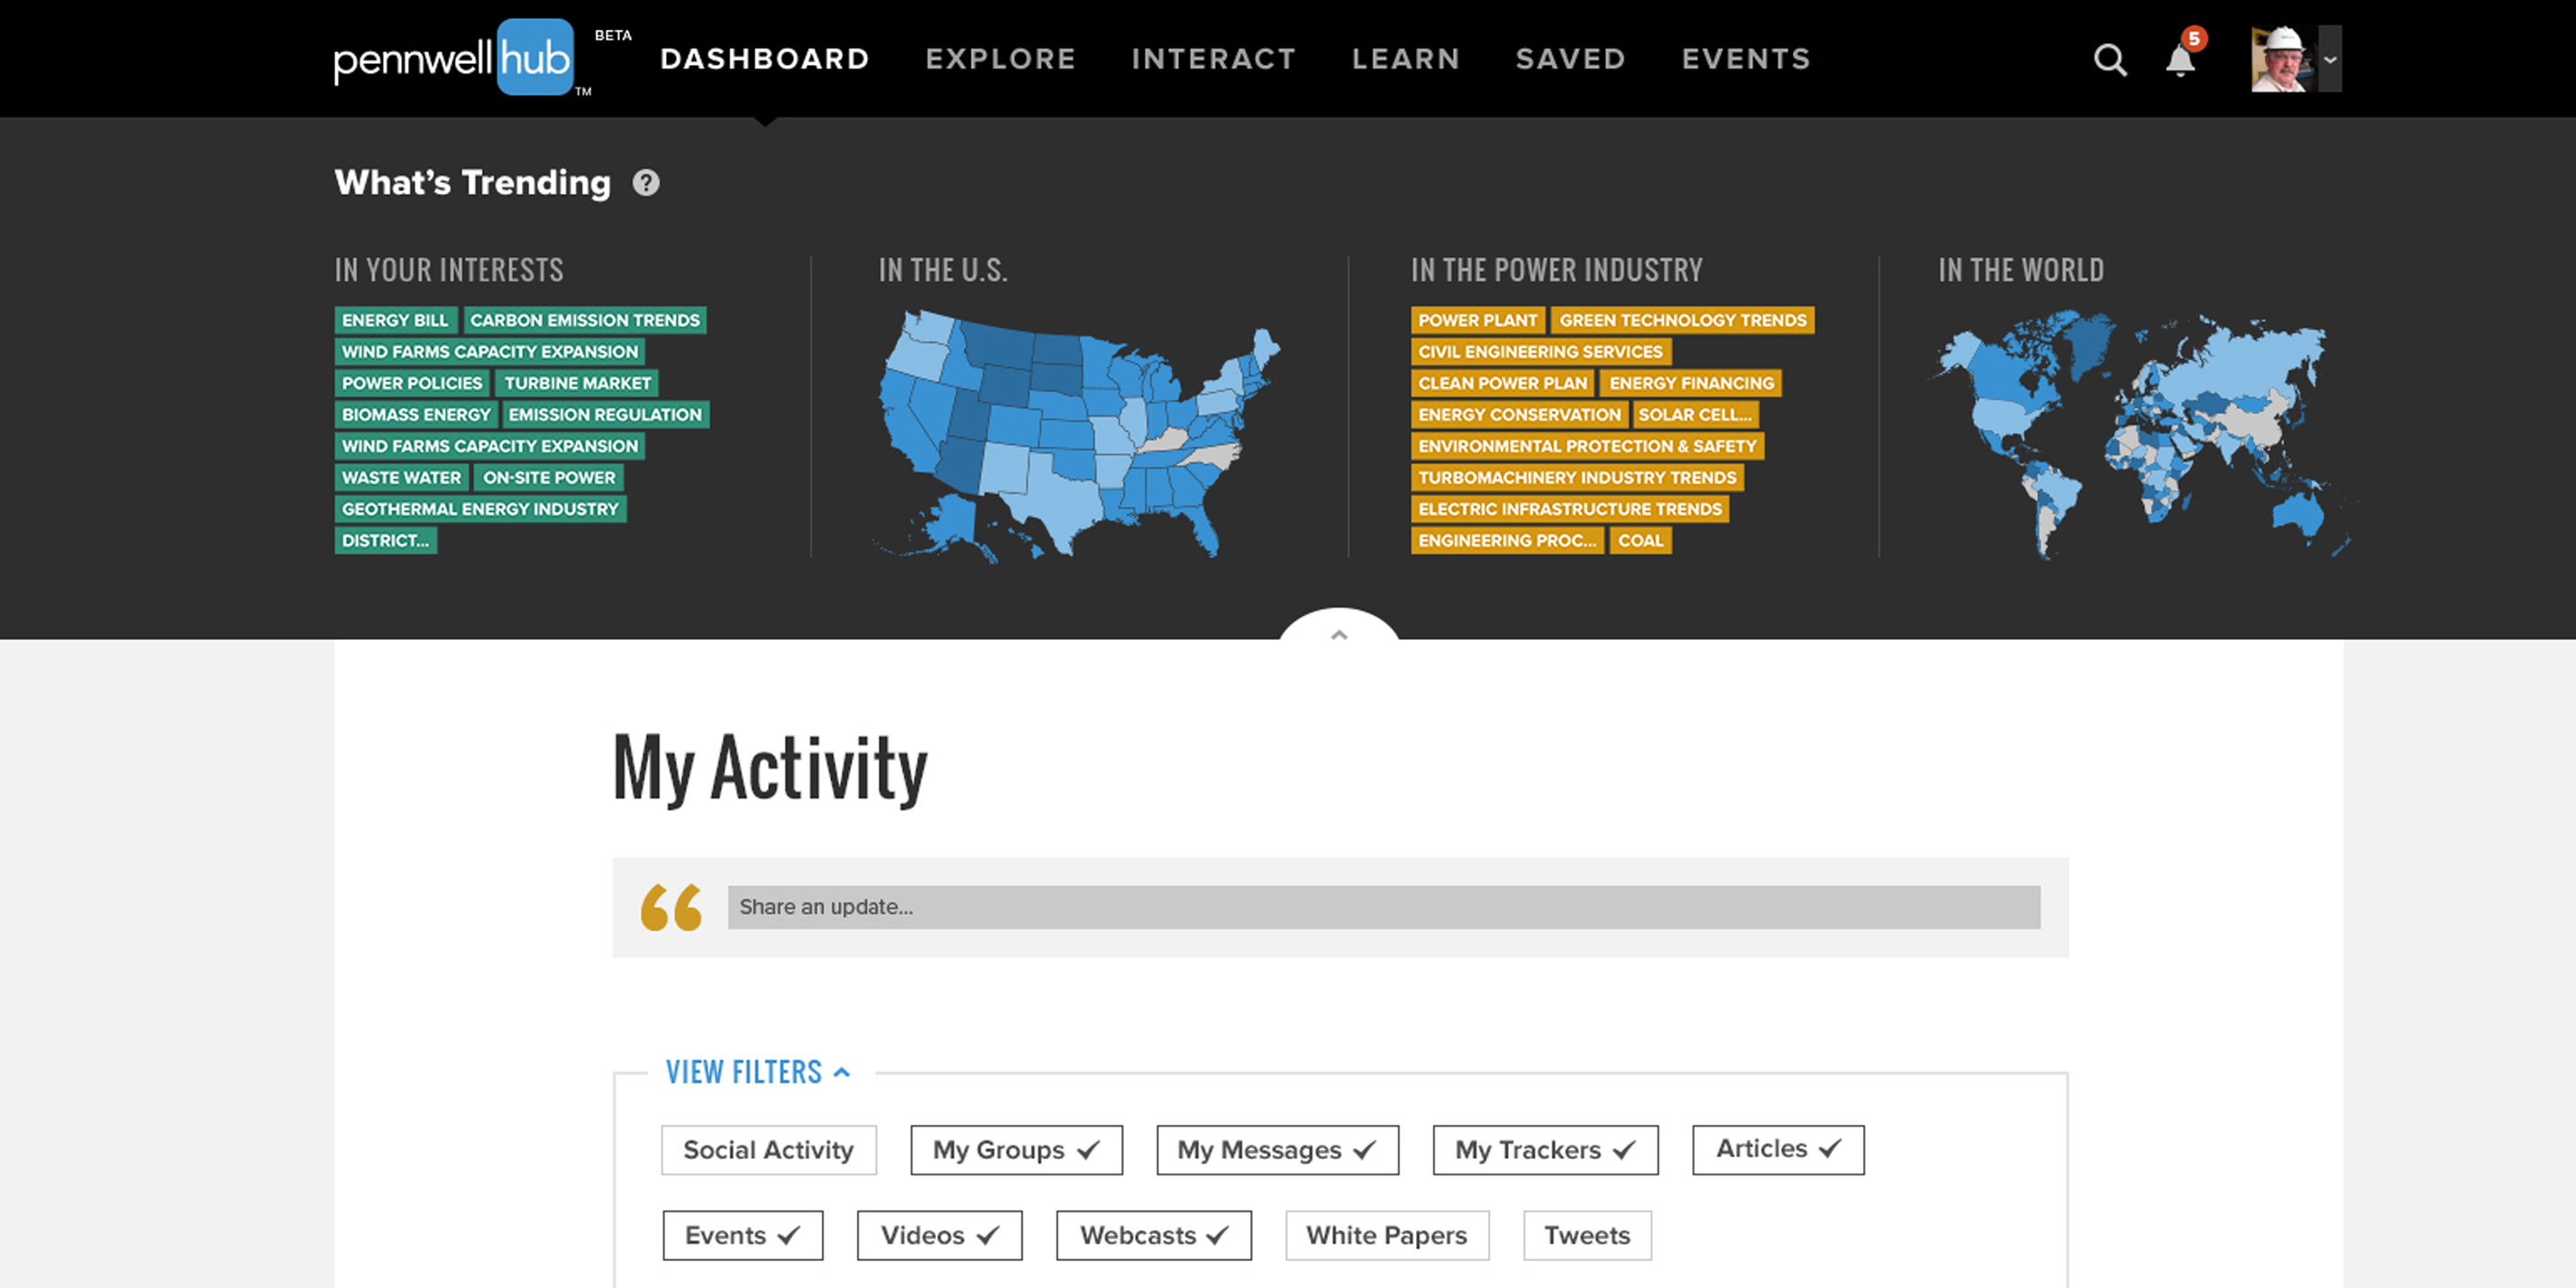 pennwell hub TM BETA DASHBOARD EXPLORE INTERACT LEARN SAVED EVENTS 5
What's Trending ?
IN YOUR INTERESTS
ENERGY BILL CARBON EMISSION TRENDS
WIND FARMS CAPACITY EXPANSION
POWER POLICIES TURBINE MARKET
BIOMASS ENERGY EMISSION REGULATION
WIND FARMS CAPACITY EXPANSION
WASTE WATER ON-SITE POWER
GEOTHERMAL ENERGY INDUSTRY
DISTRICT...
IN THE U.S.
IN THE POWER INDUSTRY
POWER PLANT GREEN TECHNOLOGY TRENDS
CIVIL ENGINEERING SERVICES
CLEAN POWER PLAN ENERGY FINANCING
ENERGY CONSERVATION SOLAR CELL...
ENVIRONMENTAL PROTECTION & SAFETY
TURBOMACHINERY INDUSTRY TRENDS
ELECTRIC INFRASTRUCTURE TRENDS
ENGINEERING PROC... COAL
IN THE WORLD
My Activity
Share an update...
VIEW FILTERS
Social Activity My Groups My Messages My Trackers Articles
Events Videos Webcasts White Papers Tweets